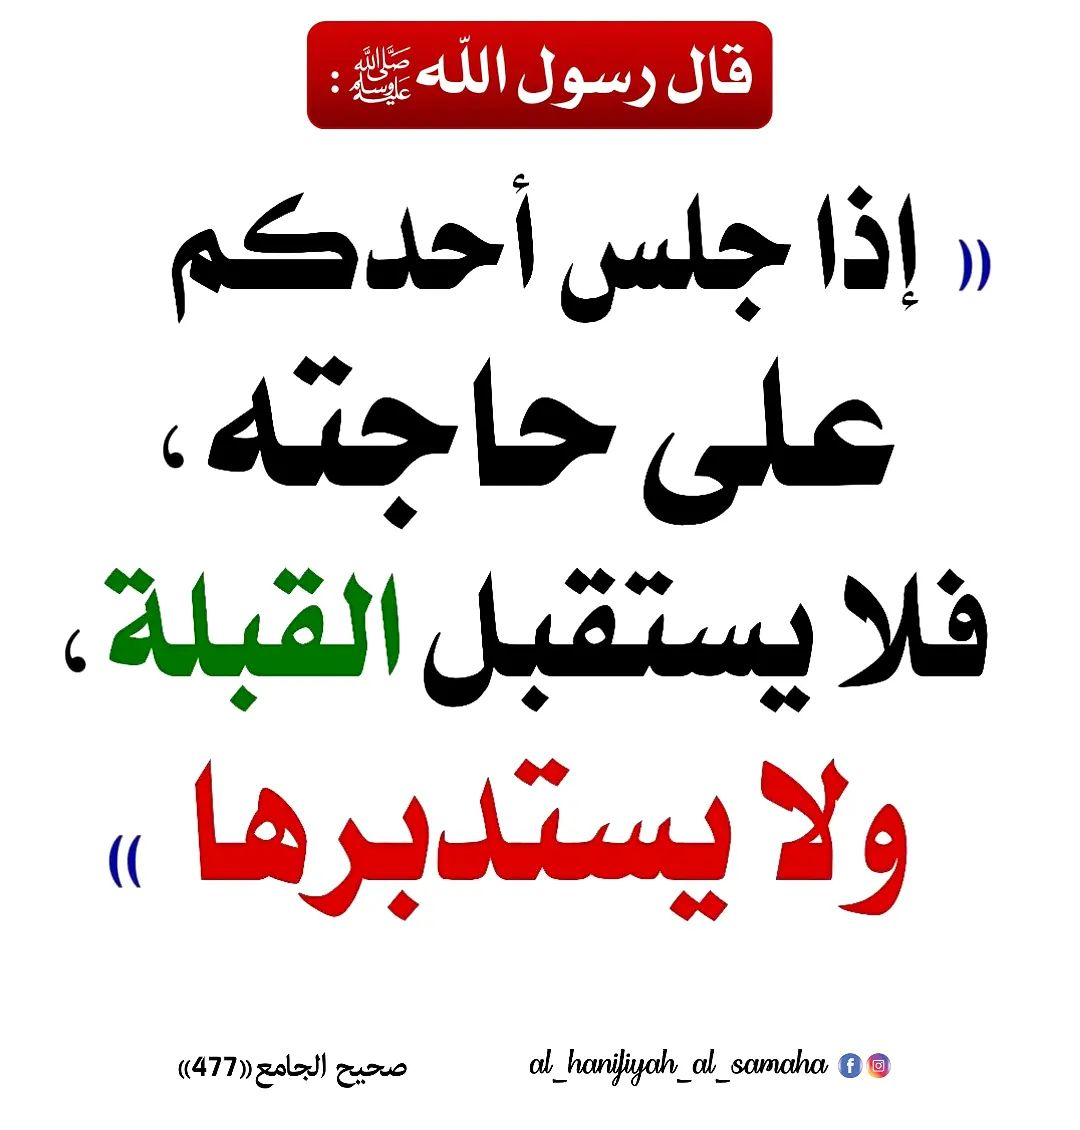 قال رسول الله ﷺ :
(( إذا جلس أحدكم
على حاجته ،
فلا يستقبل القبلة ،
ولا يستدبرها ))
al_hanifiyah_al_samaha
صحيح الجامع ((477))